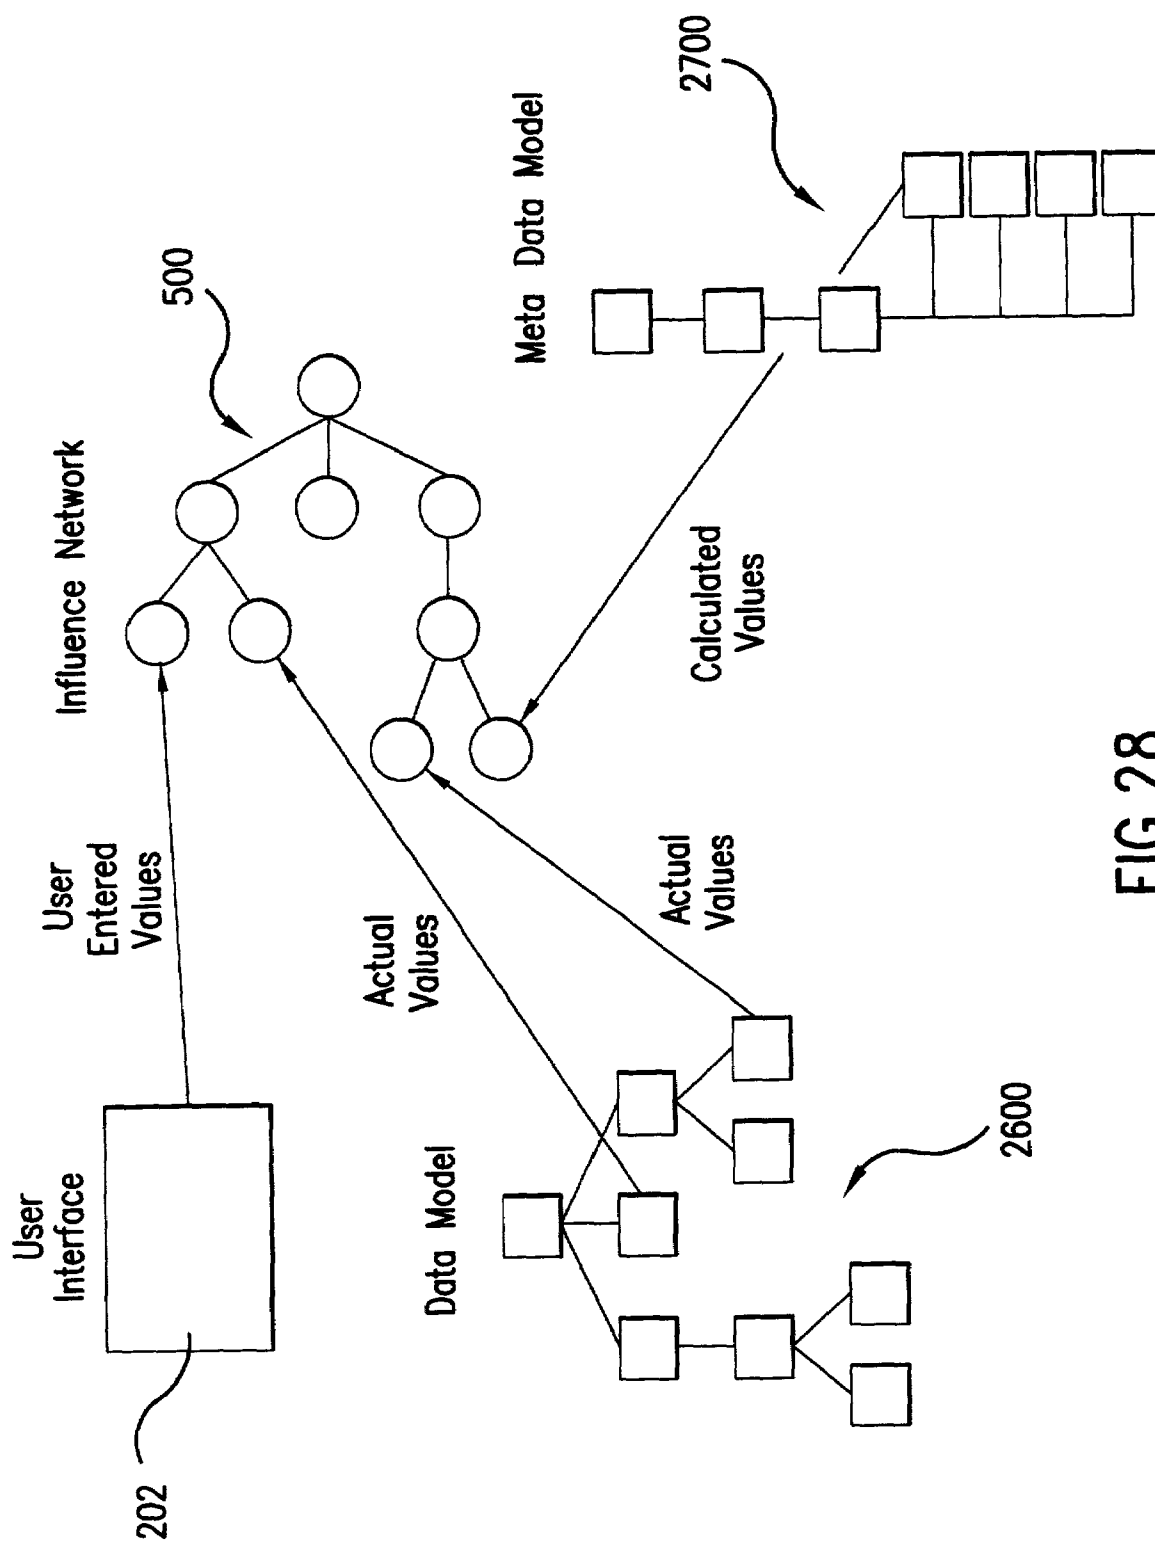 User
Interface
202
User
Entered
Values
Influence Network
500
Data Model
2600
Actual
Values
Actual
Values
Calculated
Values
Meta Data Model
2700
FIG.28